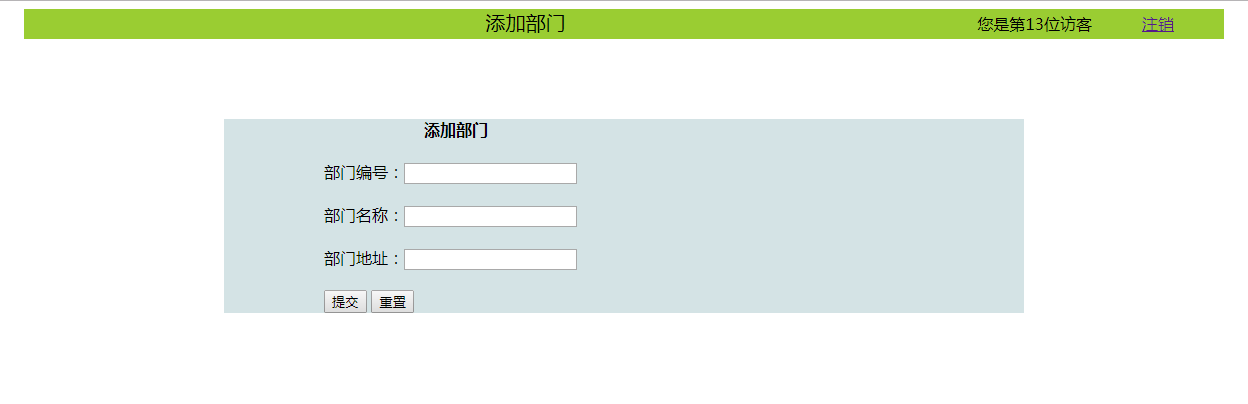 添加部门 您是第13位访客 注销
添加部门
部门编号：
部门名称：
部门地址：
提交 重置